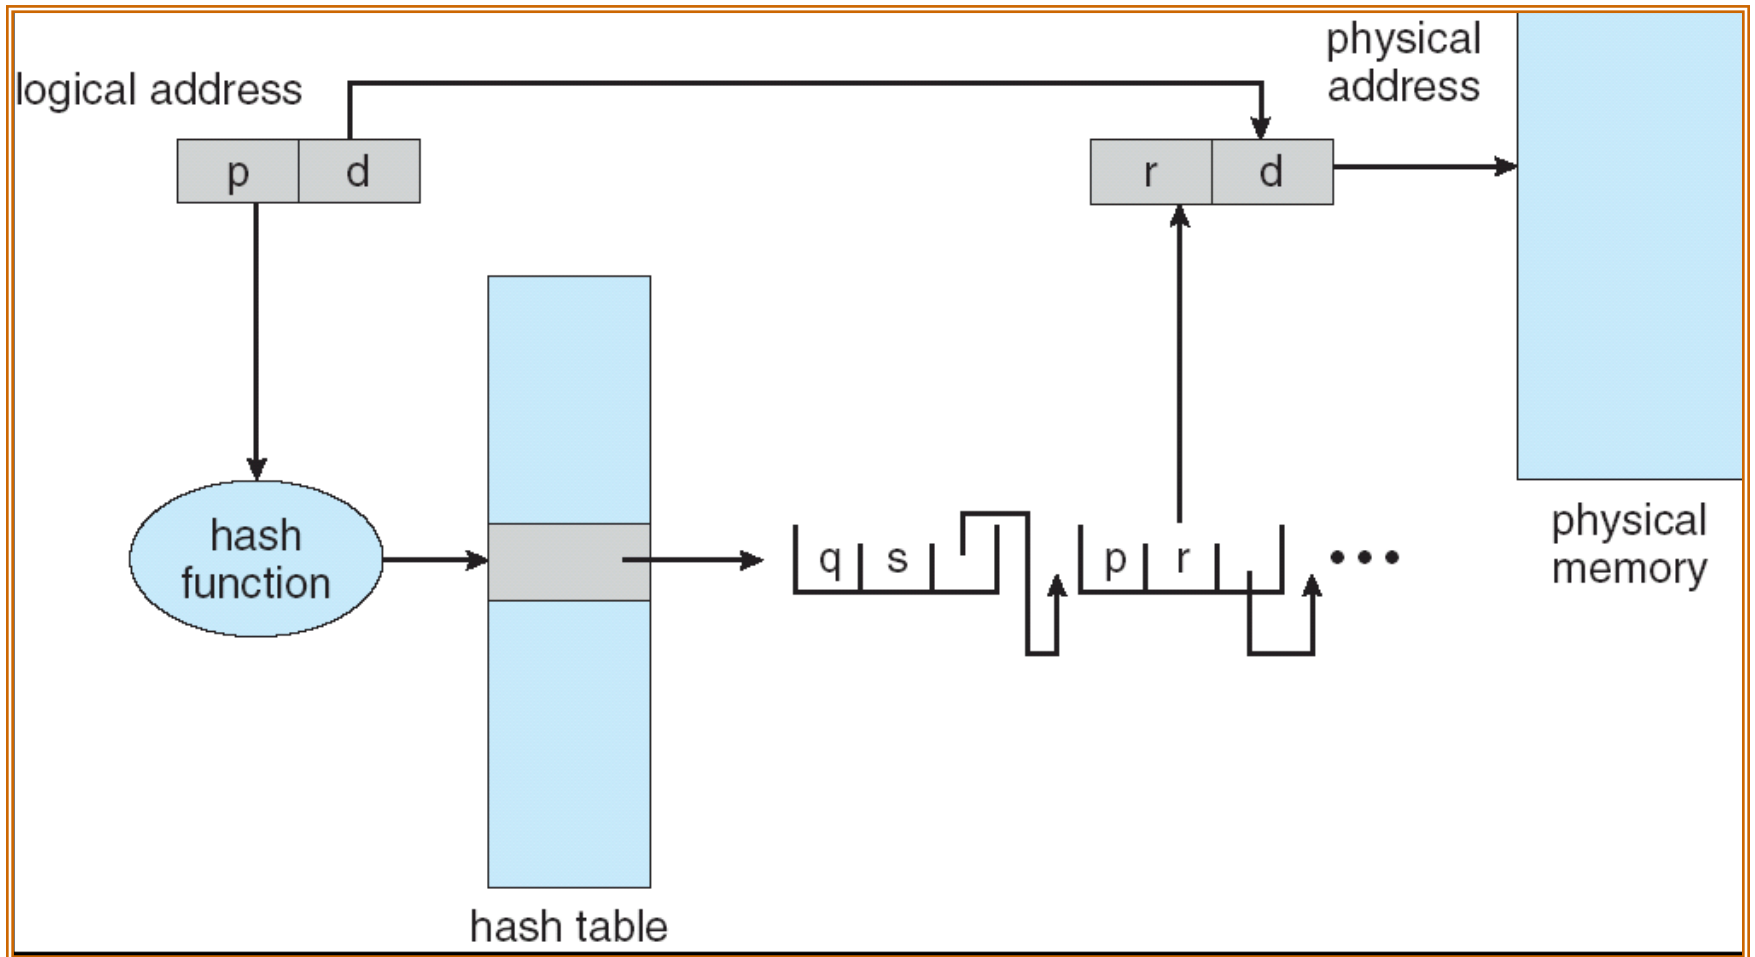 logical address
physical
address
p d
r d
hash
function
q s
p r
•••
physical
memory
hash table